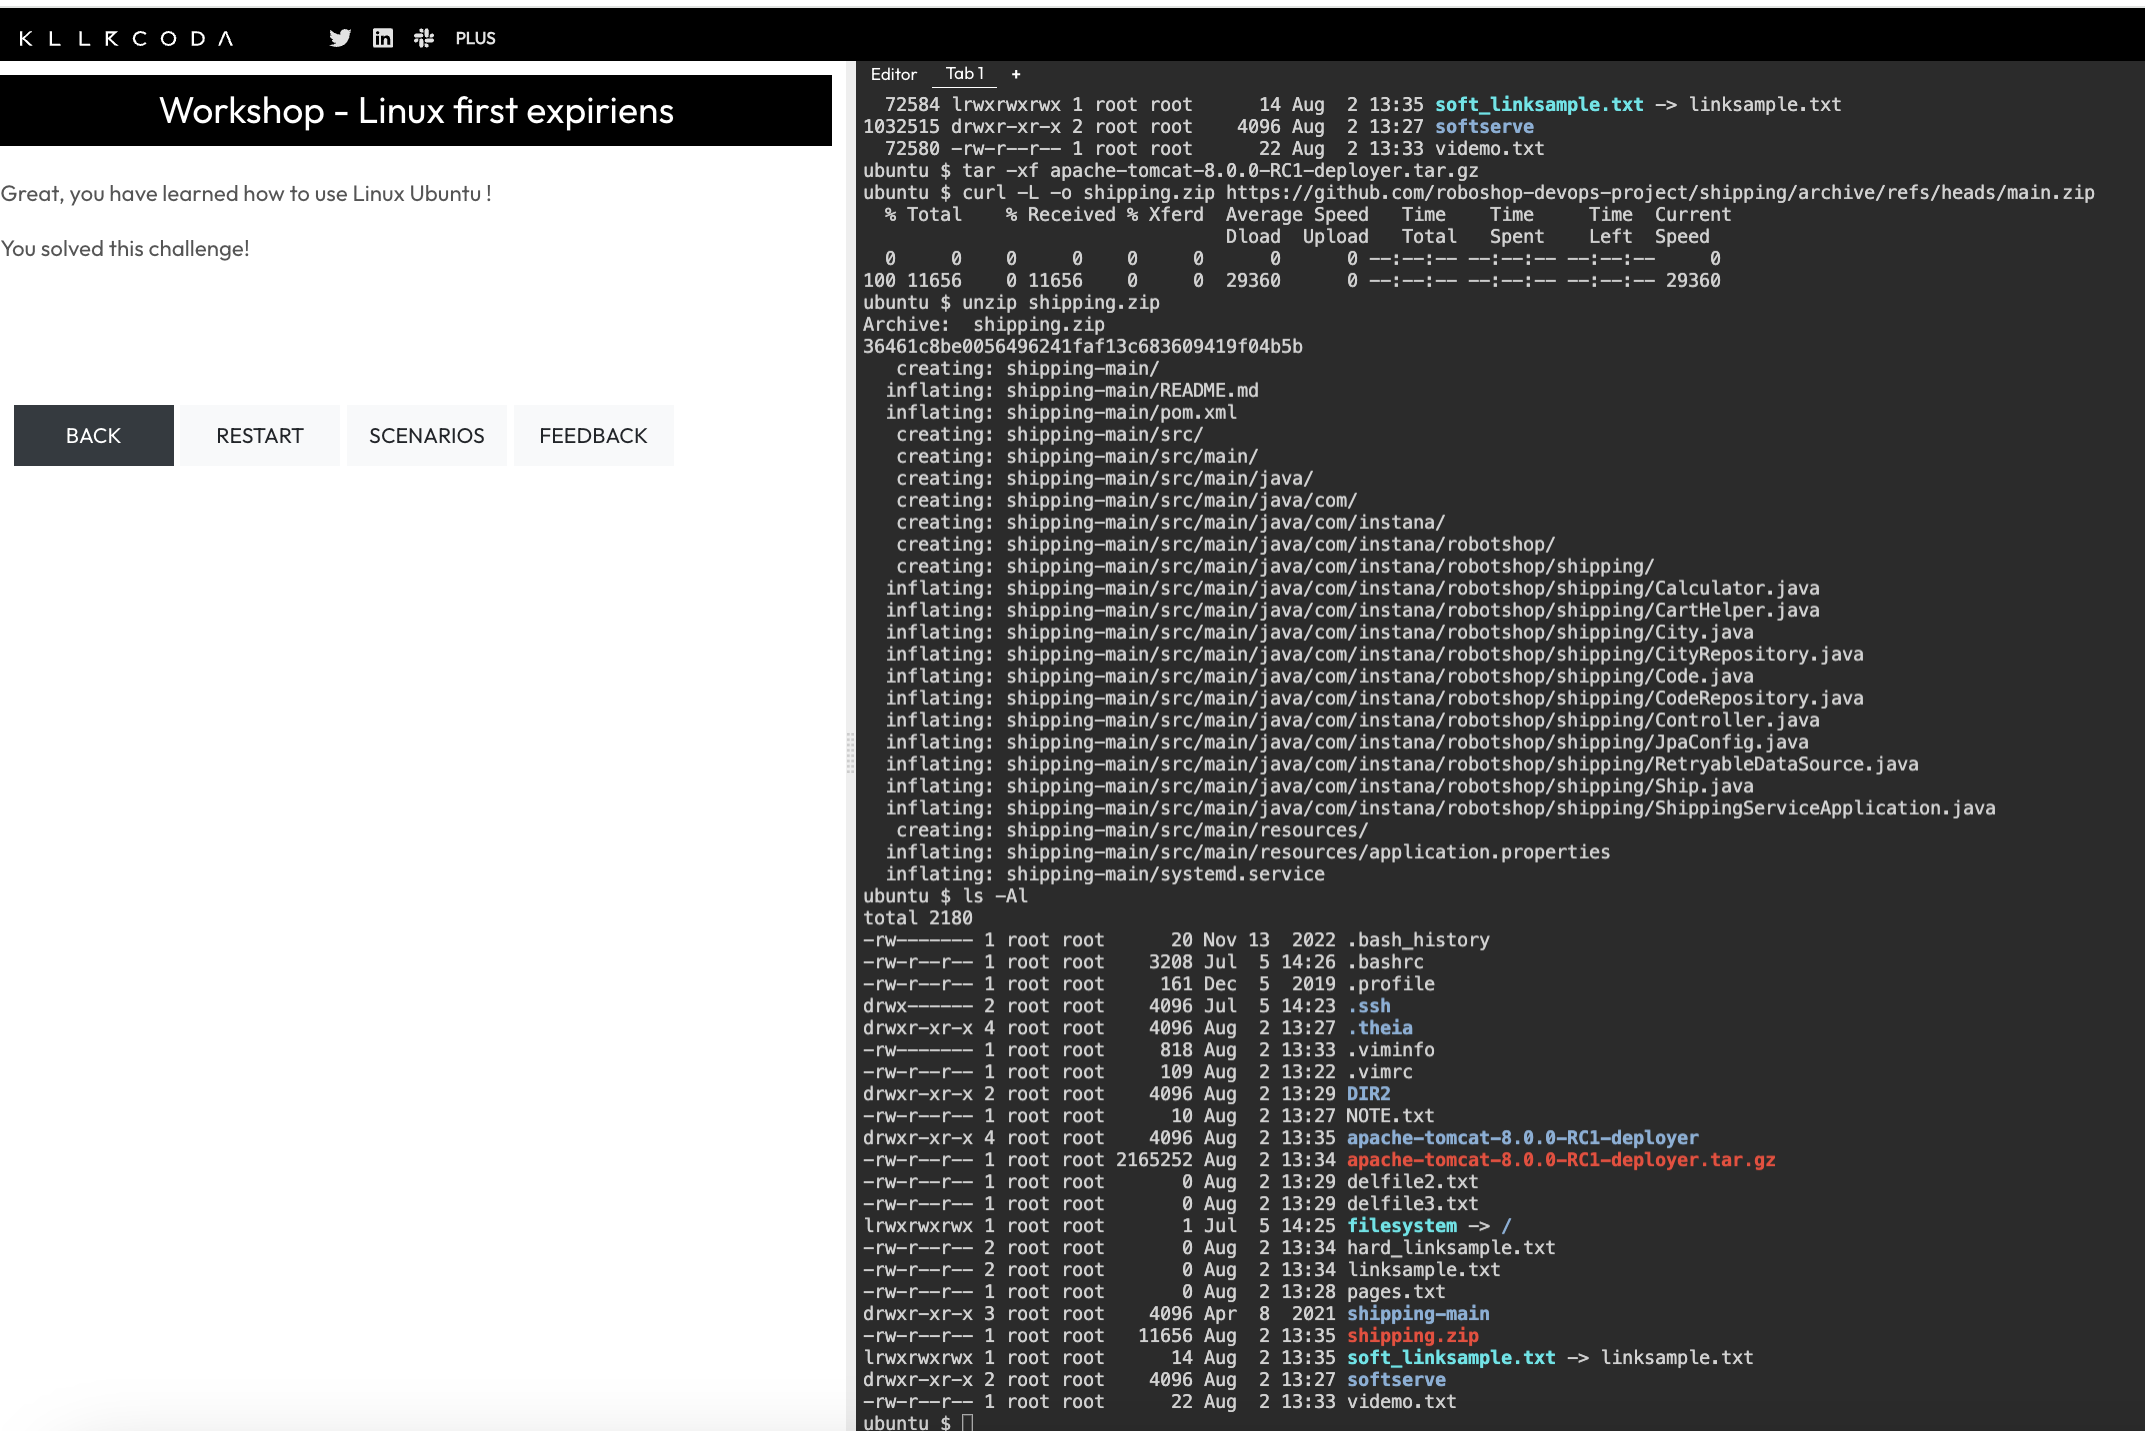 KLLRCODA
PLUS
Workshop - Linux first expiriens
Great, you have learned how to use Linux Ubuntu !
You solved this challenge!
BACK RESTART SCENARIOS FEEDBACK
Editor Tab 1 +
72584 lrwxrwxrwx 1 root root 14 Aug 2 13:35 soft_linksample.txt -> linksample.txt
1032515 drwxr-xr-x 2 root root 4096 Aug 2 13:27 softserve
72580 -rw-r--r-- 1 root root 22 Aug 2 13:33 videmo.txt
ubuntu $ tar -xf apache-tomcat-8.0.0-RC1-deployer.tar.gz
ubuntu $ curl -L -o shipping.zip https://github.com/roboshop-devops-project/shipping/archive/refs/heads/main.zip
% Total % Received % Xferd Average Speed Time Time Time Current
Dload Upload Total Spent Left Speed
0 0 0 0 0 0 0 0 --:--:-- --:--:-- --:--:-- 0
100 11656 0 11656 0 0 29360 0 --:--:-- --:--:-- --:--:-- 29360
ubuntu $ unzip shipping.zip
Archive: shipping.zip
36461c8be0056496241faf13c683609419f04b5b
creating: shipping-main/
inflating: shipping-main/README.md
inflating: shipping-main/pom.xml
creating: shipping-main/src/
creating: shipping-main/src/main/
creating: shipping-main/src/main/java/
creating: shipping-main/src/main/java/com/
creating: shipping-main/src/main/java/com/instana/
creating: shipping-main/src/main/java/com/instana/robotshop/
creating: shipping-main/src/main/java/com/instana/robotshop/shipping/
inflating: shipping-main/src/main/java/com/instana/robotshop/shipping/Calculator.java
inflating: shipping-main/src/main/java/com/instana/robotshop/shipping/CartHelper.java
inflating: shipping-main/src/main/java/com/instana/robotshop/shipping/City.java
inflating: shipping-main/src/main/java/com/instana/robotshop/shipping/CityRepository.java
inflating: shipping-main/src/main/java/com/instana/robotshop/shipping/Code.java
inflating: shipping-main/src/main/java/com/instana/robotshop/shipping/CodeRepository.java
inflating: shipping-main/src/main/java/com/instana/robotshop/shipping/Controller.java
inflating: shipping-main/src/main/java/com/instana/robotshop/shipping/JpaConfig.java
inflating: shipping-main/src/main/java/com/instana/robotshop/shipping/RetryableDataSource.java
inflating: shipping-main/src/main/java/com/instana/robotshop/shipping/Ship.java
inflating: shipping-main/src/main/java/com/instana/robotshop/shipping/ShippingServiceApplication.java
creating: shipping-main/src/main/resources/
inflating: shipping-main/src/main/resources/application.properties
inflating: shipping-main/systemd.service
ubuntu $ ls -Al
total 2180
-rw------- 1 root root 20 Nov 13 2022 .bash_history
-rw-r--r-- 1 root root 3208 Jul 5 14:26 .bashrc
-rw-r--r-- 1 root root 161 Dec 5 2019 .profile
drwx------ 2 root root 4096 Jul 5 14:23 .ssh
drwxr-xr-x 4 root root 4096 Aug 2 13:27 .theia
-rw------- 1 root root 818 Aug 2 13:33 .viminfo
-rw-r--r-- 1 root root 109 Aug 2 13:22 .vimrc
drwxr-xr-x 2 root root 4096 Aug 2 13:29 DIR2
-rw-r--r-- 1 root root 10 Aug 2 13:27 NOTE.txt
drwxr-xr-x 4 root root 4096 Aug 2 13:35 apache-tomcat-8.0.0-RC1-deployer
-rw-r--r-- 1 root root 2165252 Aug 2 13:34 apache-tomcat-8.0.0-RC1-deployer.tar.gz
-rw-r--r-- 1 root root 0 Aug 2 13:29 delfile2.txt
-rw-r--r-- 1 root root 0 Aug 2 13:29 delfile3.txt
lrwxrwxrwx 1 root root 1 Jul 5 14:25 filesystem -> /
-rw-r--r-- 2 root root 0 Aug 2 13:34 hard_linksample.txt
-rw-r--r-- 2 root root 0 Aug 2 13:34 linksample.txt
-rw-r--r-- 1 root root 0 Aug 2 13:28 pages.txt
drwxr-xr-x 3 root root 4096 Apr 8 2021 shipping-main
-rw-r--r-- 1 root root 11656 Aug 2 13:35 shipping.zip
lrwxrwxrwx 1 root root 14 Aug 2 13:35 soft_linksample.txt -> linksample.txt
drwxr-xr-x 2 root root 4096 Aug 2 13:27 softserve
-rw-r--r-- 1 root root 22 Aug 2 13:33 videmo.txt
ubuntu $